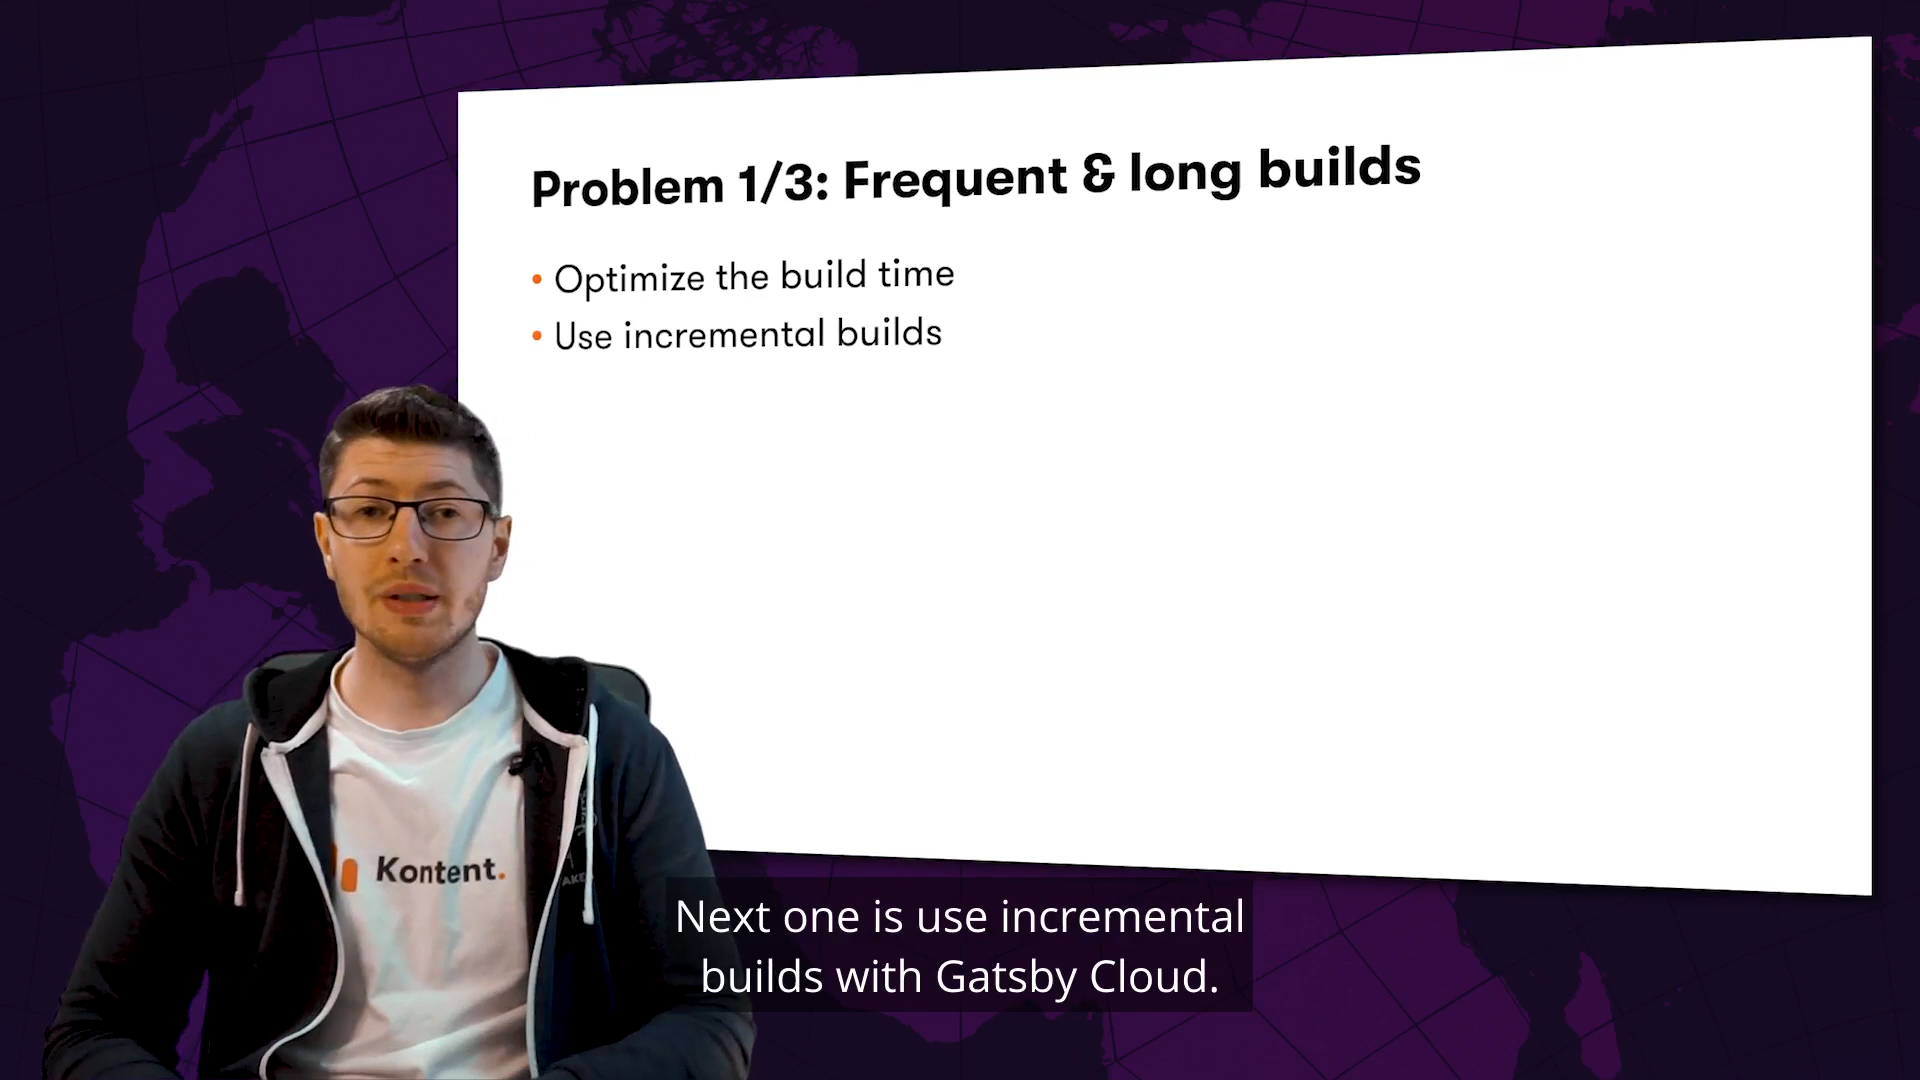 Problem 1/3: Frequent & long builds
• Optimize the build time
• Use incremental builds
Kontent.
Next one is use incremental
builds with Gatsby Cloud.